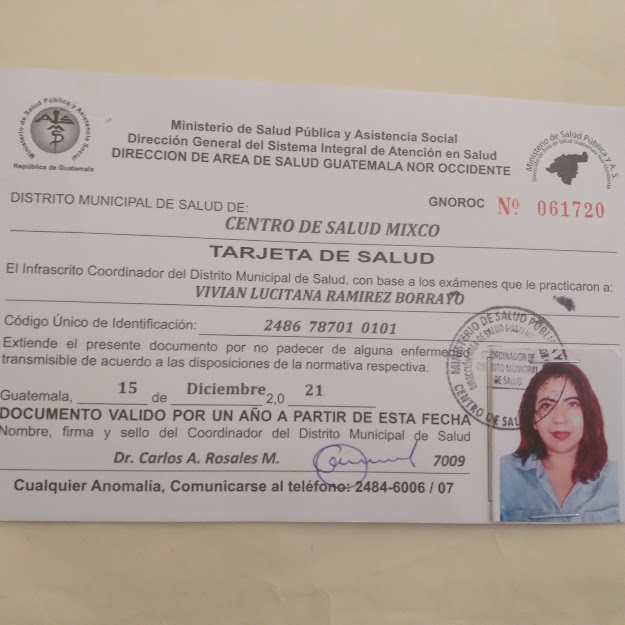 Ministerio de Salud Pública y Asistencia Social
República de Guatemala
Ministerio de Salud Pública y Asistencia Social
Dirección General del Sistema Integral de Atención en Salud
DIRECCION DE AREA DE SALUD GUATEMALA NOR OCCIDENTE
Ministerio de Salud Pública y A. S.
DISTRITO MUNICIPAL DE SALUD DE:
GNOROC Nº 061720
CENTRO DE SALUD MIXCO
TARJETA DE SALUD
El Infrascrito Coordinador del Distrito Municipal de Salud, con base a los exámenes que le practicaron a:
VIVIAN LUCITANA RAMIREZ BORRAYO
Código Único de Identificación: 2486 78701 0101
Extiende el presente documento por no padecer de alguna enfermedad
transmisible de acuerdo a las disposiciones de la normativa respectiva.
Guatemala, 15 de Diciembre 2,0 21
DOCUMENTO VALIDO POR UN AÑO A PARTIR DE ESTA FECHA
Nombre, firma y sello del Coordinador del Distrito Municipal de Salud
Dr. Carlos A. Rosales M. 7009
Cualquier Anomalía, Comunicarse al teléfono: 2484-6006 / 07
MINISTERIO DE SALUD PÚBLICA
COORDINADOR DE
DISTRITO MUNICIPAL
DE SALUD
CENTRO DE SAL